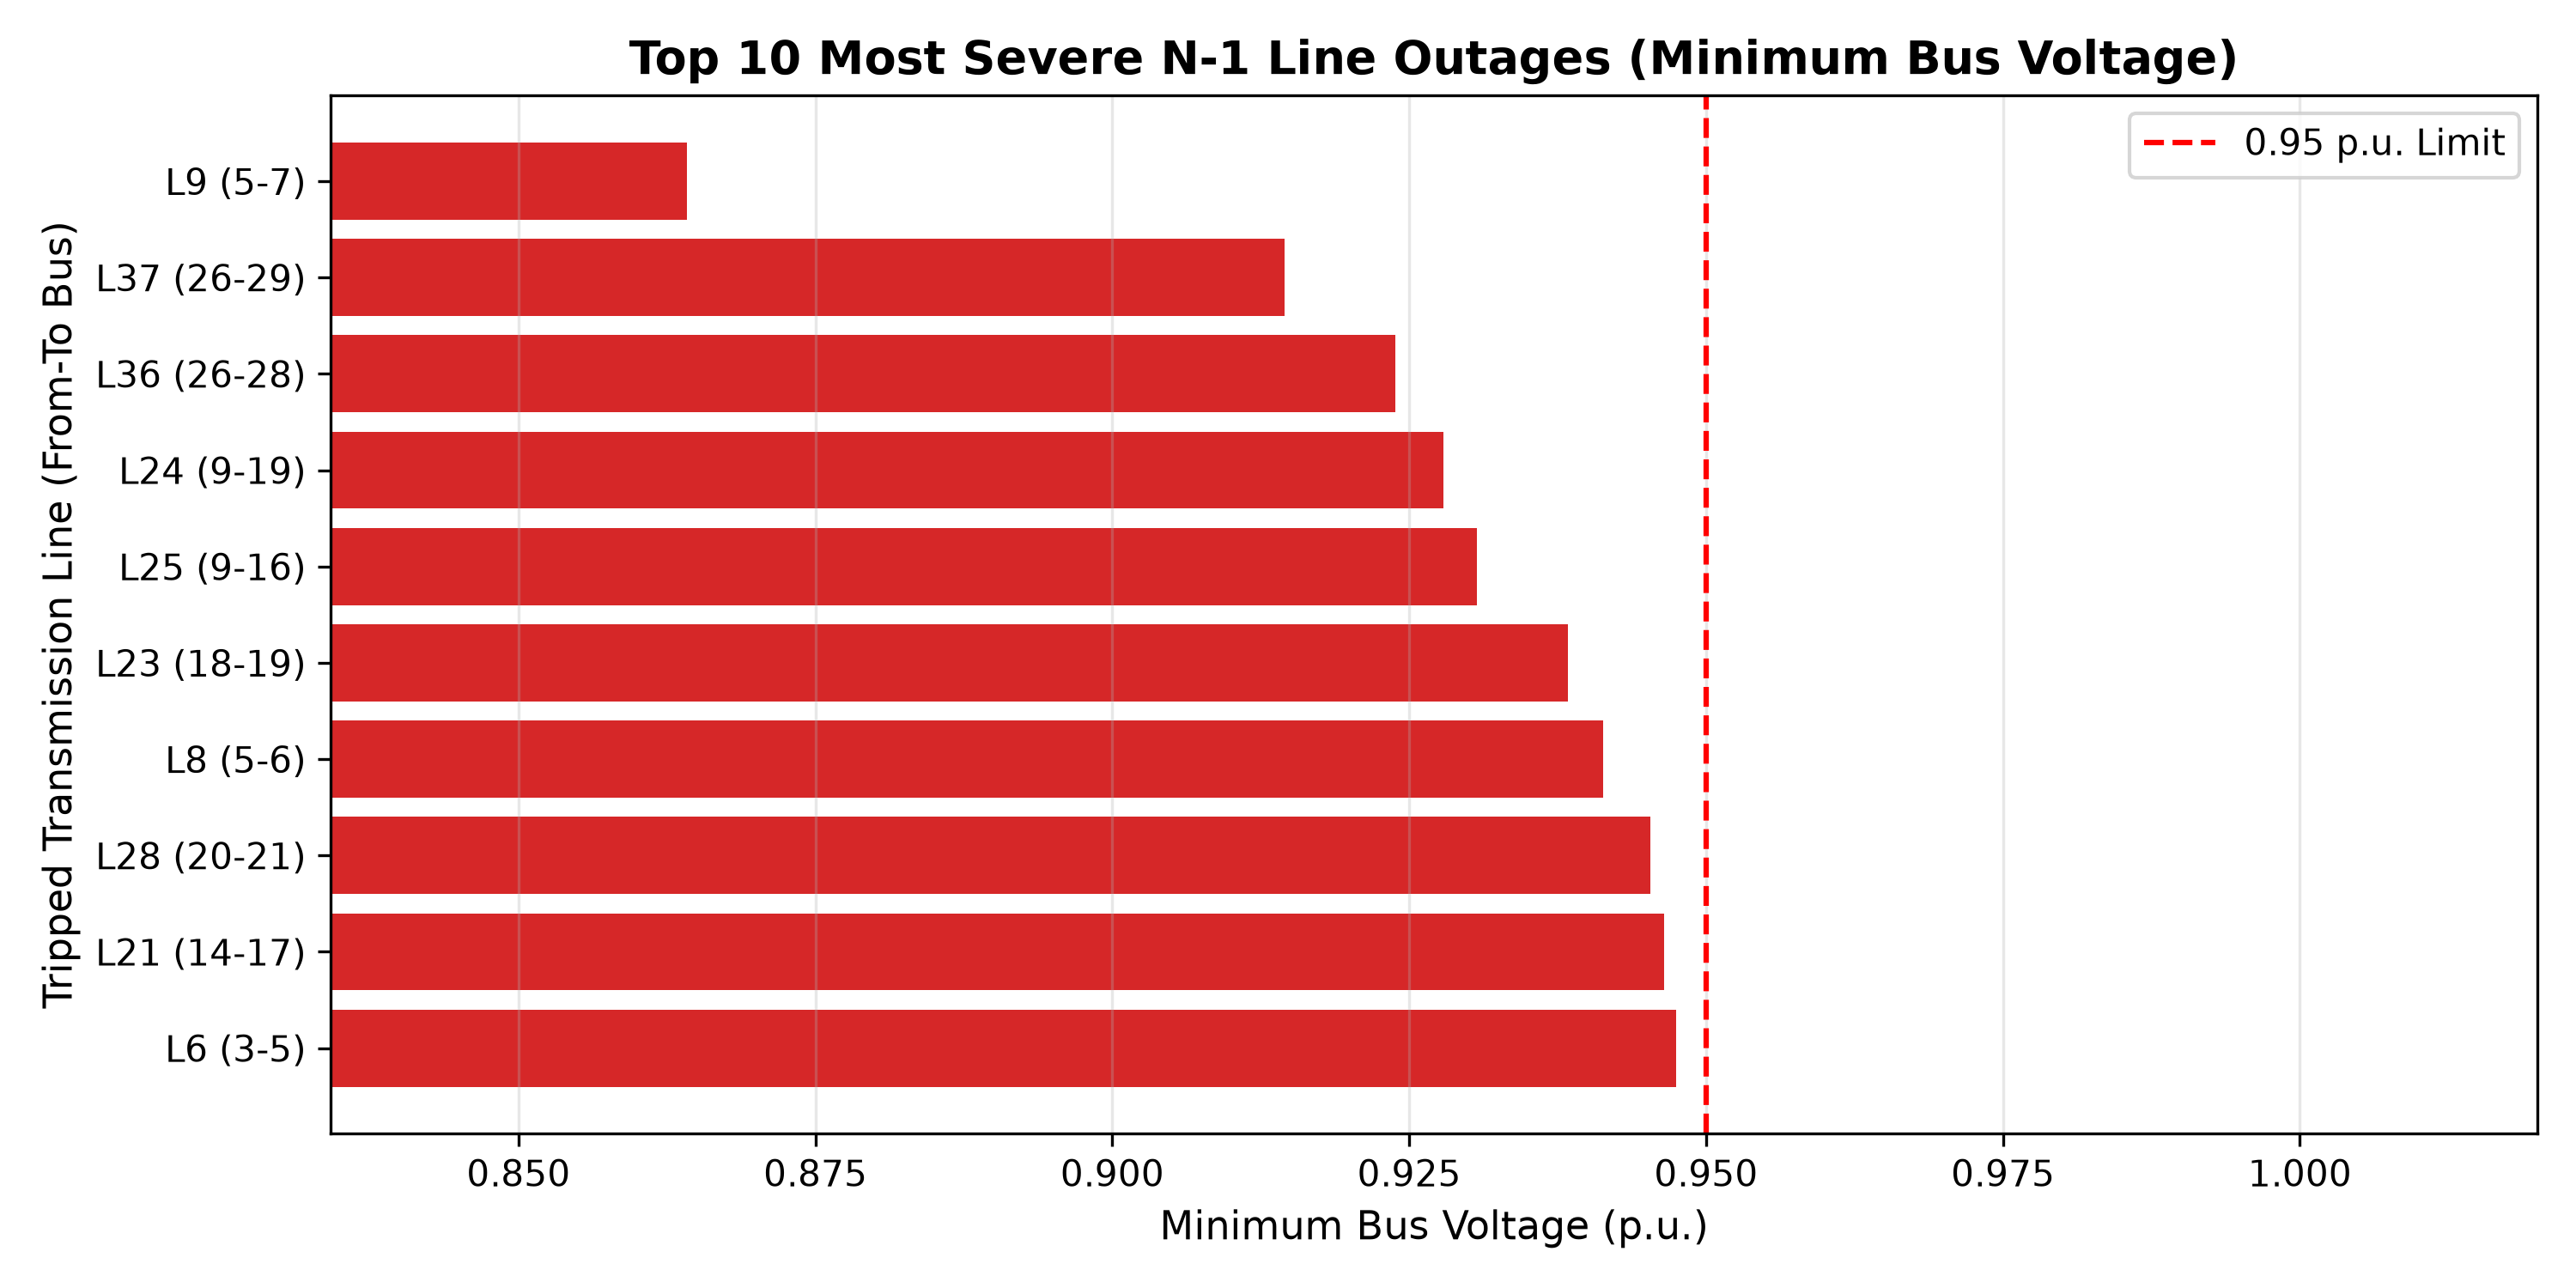 Top 10 Most Severe N-1 Line Outages (Minimum Bus Voltage)
0.95 p.u. Limit
Tripped Transmission Line (From-To Bus)
L9 (5-7)
L37 (26-29)
L36 (26-28)
L24 (9-19)
L25 (9-16)
L23 (18-19)
L8 (5-6)
L28 (20-21)
L21 (14-17)
L6 (3-5)
0.850 0.875 0.900 0.925 0.950 0.975 1.000
Minimum Bus Voltage (p.u.)